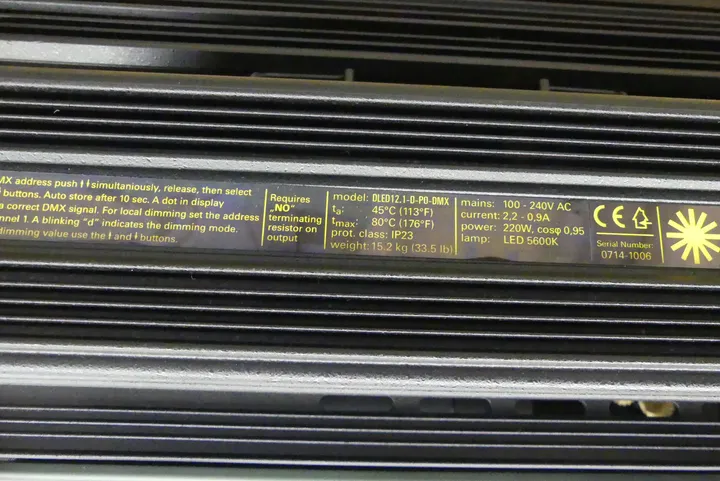 MX address push simultaneously, release, then select
buttons. Auto store after 10 sec. A dot in display
a correct DMX signal. For local dimming set the address
nnel 1. A blinking "d" indicates the dimming mode.
dimming value use the and buttons.
Requires
„NO"
terminating
resistor on
output
model: DLED12.1-D-PO-DMX
ta: 45°C (113°F)
tmax: 80°C (176°F)
prot. class: IP23
weight: 15.2 kg (33.5 lb)
mains: 100 - 240V AC
current: 2,2 - 0,9A
power: 220W, cosφ 0,95
lamp: LED 5600K
CE
Serial Number:
0714-1006